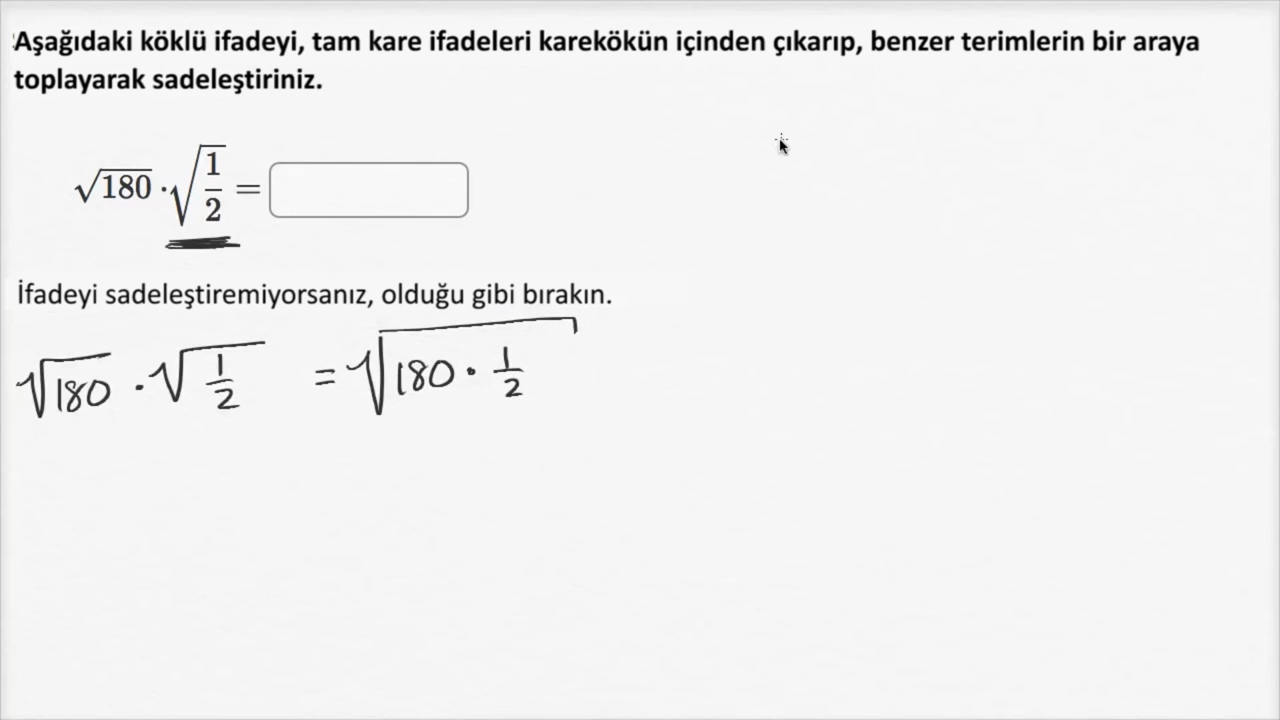 Aşağıdaki köklü ifadeyi, tam kare ifadeleri karekökün içinden çıkarıp, benzer terimlerin bir araya
toplayarak sadeleştiriniz.
√180 · √(1/2) =
İfadeyi sadeleştiremiyorsanız, olduğu gibi bırakın.
√180 · √(1/2) = √(180 · 1/2)